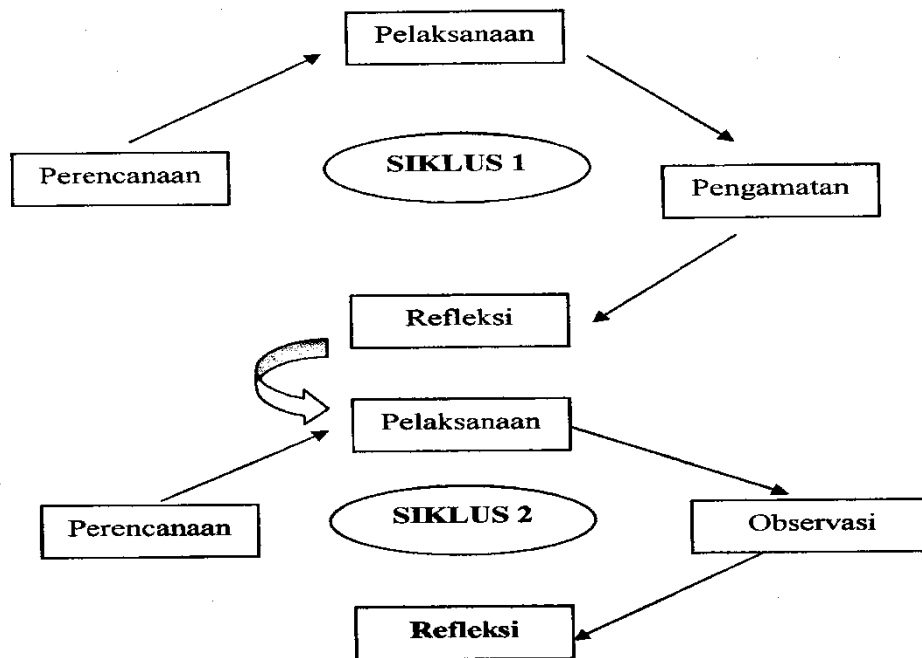 Pelaksanaan
Perencanaan
SIKLUS 1
Pengamatan
Refleksi
Pelaksanaan
Perencanaan
SIKLUS 2
Observasi
Refleksi